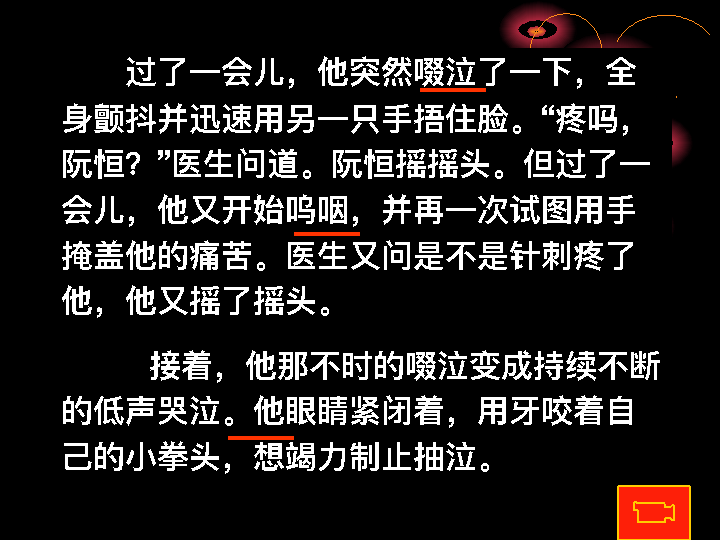 过了一会儿，他突然啜泣了一下，全
身颤抖并迅速用另一只手捂住脸。“疼吗，
阮恒？”医生问道。阮恒摇摇头。但过了一
会儿，他又开始呜咽，并再一次试图用手
掩盖他的痛苦。医生又问是不是针刺疼了
他，他又摇了摇头。
接着，他那不时的啜泣变成持续不断
的低声哭泣。他眼睛紧闭着，用牙咬着自
己的小拳头，想竭力制止抽泣。